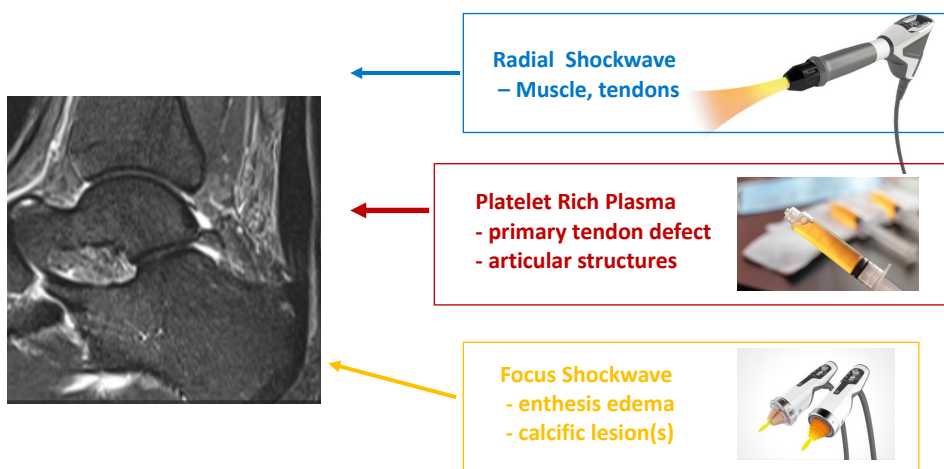 Radial  Shockwave
– Muscle, tendons
Platelet Rich Plasma
- primary tendon defect
- articular structures
Focus Shockwave
- enthesis edema
- calcific lesion(s)